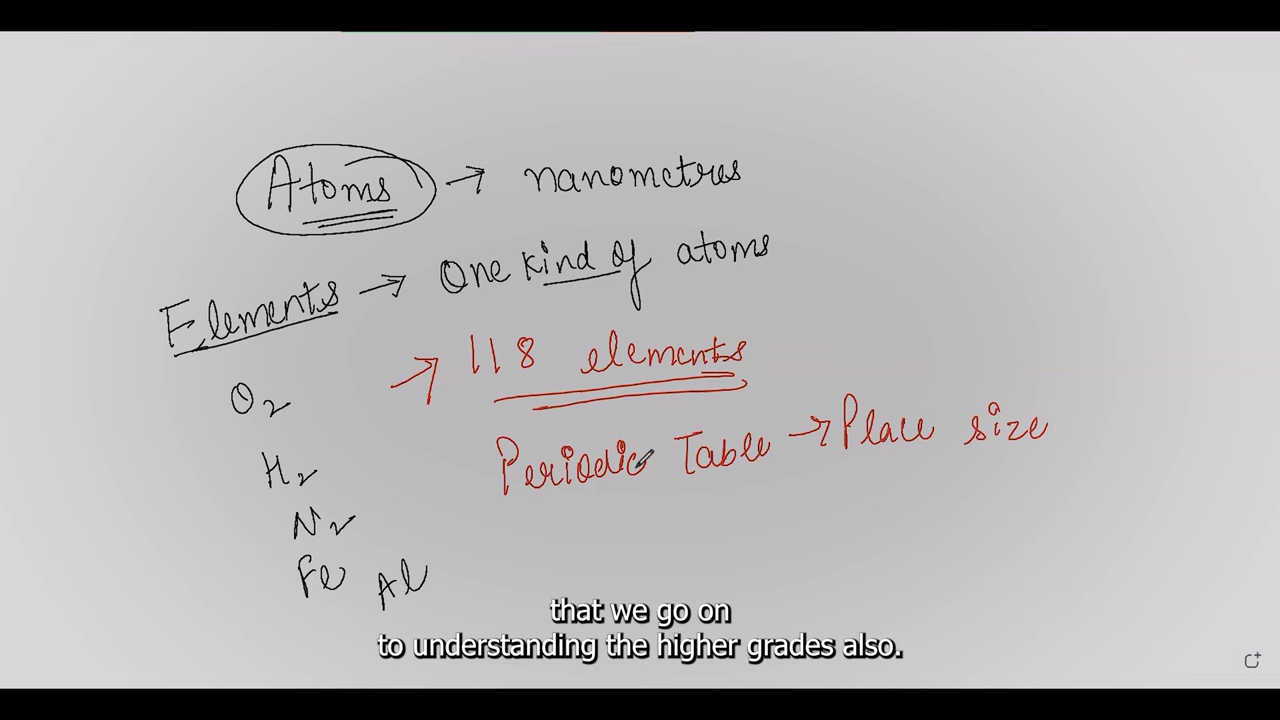 Atoms → nanometres
Elements → One kind of atoms
→ 118 elements
O2
Periodic Table → Place size
H2
N2
Fe Al
that we go on
to understanding the higher grades also.